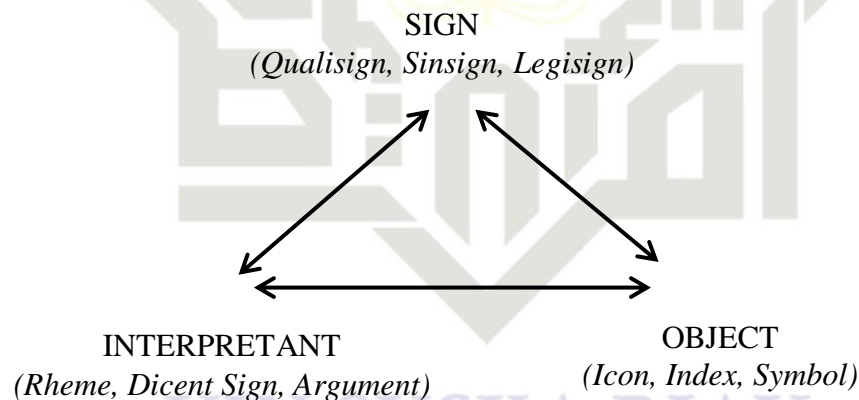 SIGN
(Qualisign, Sinsign, Legisign)
INTERPRETANT
(Rheme, Dicent Sign, Argument)
OBJECT
(Icon, Index, Symbol)